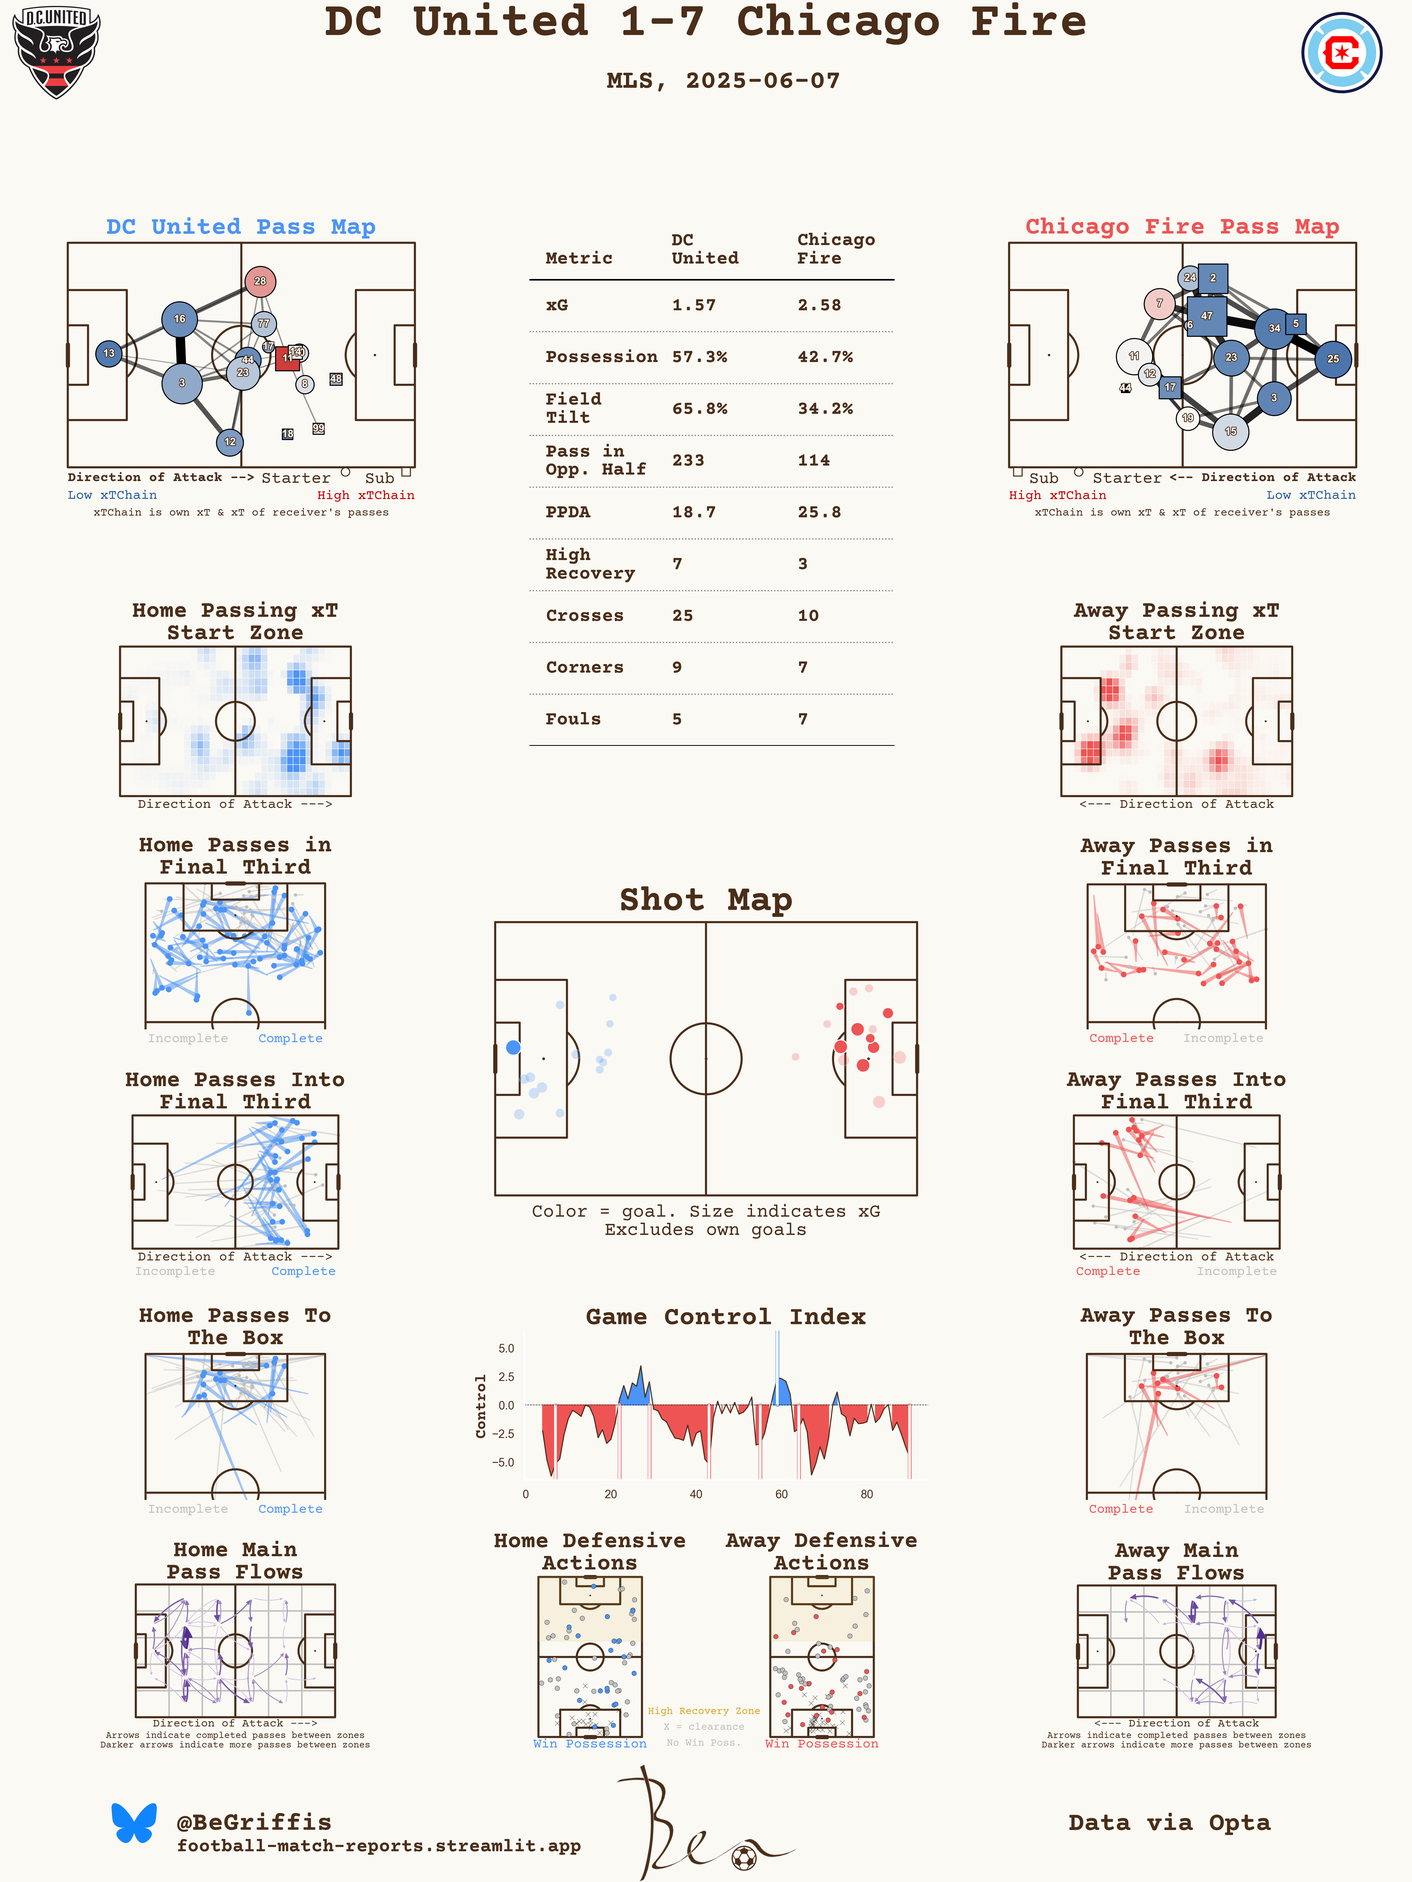 D.C.UNITED
DC United 1-7 Chicago Fire
MLS, 2025-06-07
DC United Pass Map
28
16
77
13
17
11
44
23
3
8
48
12
18
99
Direction of Attack --> Starter Sub
Low xTChain High xTChain
xTChain is own xT & xT of receiver's passes
Metric DC United Chicago Fire
xG 1.57 2.58
Possession 57.3% 42.7%
Field Tilt 65.8% 34.2%
Pass in Opp. Half 233 114
PPDA 18.7 25.8
High Recovery 7 3
Crosses 25 10
Corners 9 7
Fouls 5 7
Chicago Fire Pass Map
24
2
7
47
6
34
5
11
23
25
12
44
17
3
19
15
Sub Starter <-- Direction of Attack
High xTChain Low xTChain
xTChain is own xT & xT of receiver's passes
Home Passing xT
Start Zone
Direction of Attack --->
Away Passing xT
Start Zone
<--- Direction of Attack
Home Passes in
Final Third
Incomplete Complete
Away Passes in
Final Third
Complete Incomplete
Shot Map
Color = goal. Size indicates xG
Excludes own goals
Home Passes Into
Final Third
Direction of Attack --->
Incomplete Complete
Away Passes Into
Final Third
<--- Direction of Attack
Complete Incomplete
Home Passes To
The Box
Incomplete Complete
Game Control Index
Control
5.0
2.5
0.0
−2.5
−5.0
0 20 40 60 80
Away Passes To
The Box
Complete Incomplete
Home Main
Pass Flows
Direction of Attack --->
Arrows indicate completed passes between zones
Darker arrows indicate more passes between zones
Home Defensive
Actions
Win Possession
High Recovery Zone
X = clearance
No Win Poss.
Away Defensive
Actions
Win Possession
Away Main
Pass Flows
<--- Direction of Attack
Arrows indicate completed passes between zones
Darker arrows indicate more passes between zones
@BeGriffis
football-match-reports.streamlit.app
Ben
Data via Opta